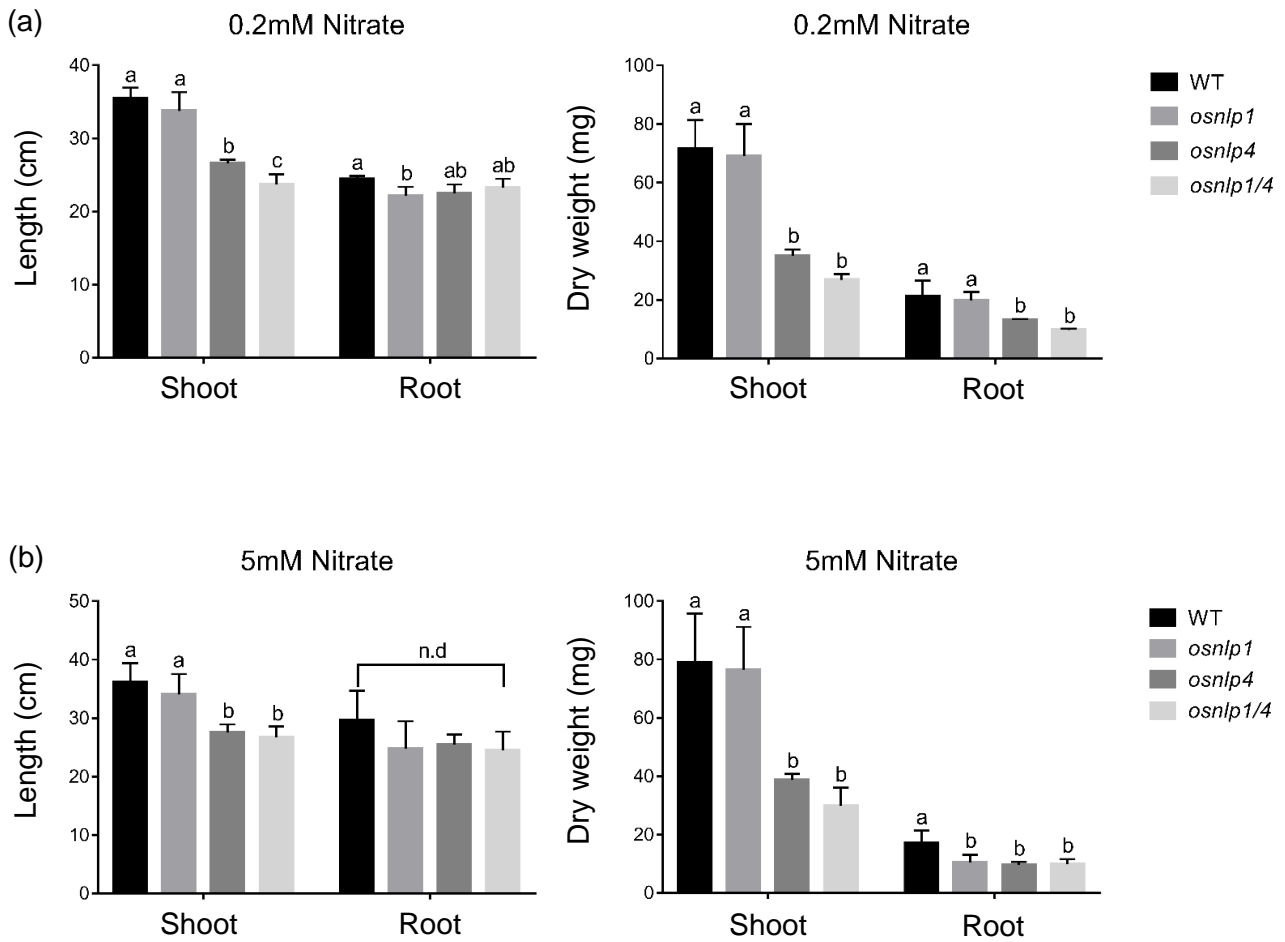 (a)
0.2mM Nitrate
Length (cm)
40
30
20
10
0
a a b c a b ab ab
Shoot Root
0.2mM Nitrate
Dry weight (mg)
100
80
60
40
20
0
a a b b a a b b
Shoot Root
WT
osnlp1
osnlp4
osnlp1/4
(b)
5mM Nitrate
Length (cm)
50
40
30
20
10
0
a a b b n.d
Shoot Root
5mM Nitrate
Dry weight (mg)
100
80
60
40
20
0
a a b b a b b b
Shoot Root
WT
osnlp1
osnlp4
osnlp1/4